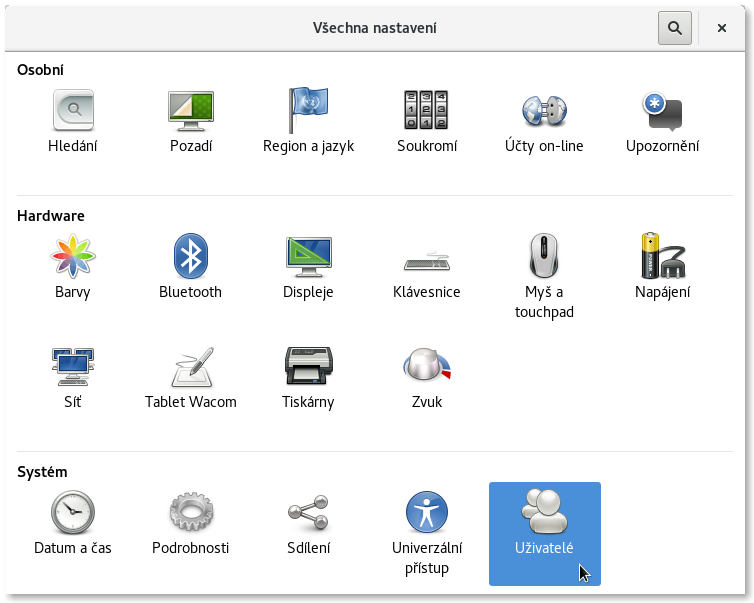 Všechna nastavení
Osobní
Hledání
Pozadí
Region a jazyk
Soukromí
Účty on-line
Upozornění
Hardware
Barvy
Bluetooth
Displeje
Klávesnice
Myš a
touchpad
Napájení
Síť
Tablet Wacom
Tiskárny
Zvuk
Systém
Datum a čas
Podrobnosti
Sdílení
Univerzální
přístup
Uživatelé